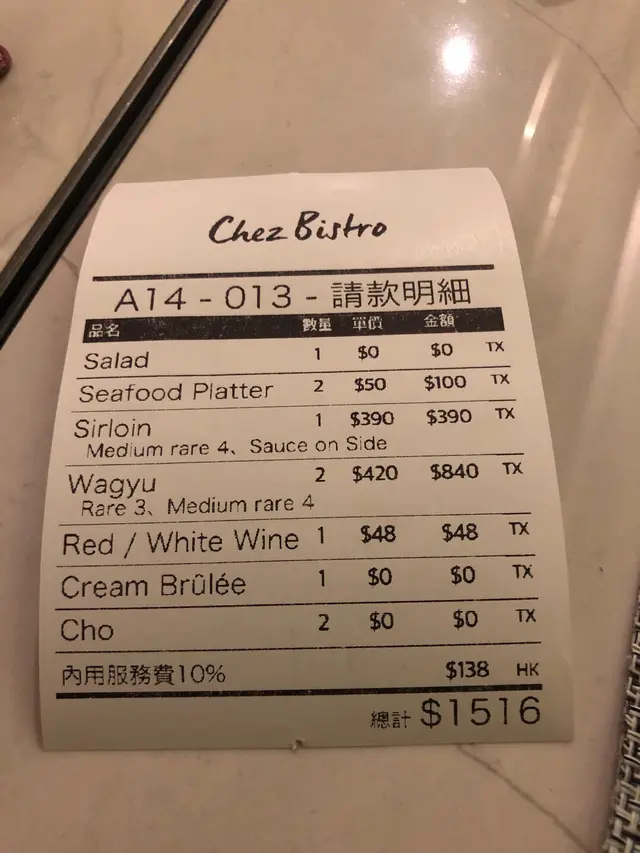 Chez Bistro
A14 - 013 - 請款明細
品名 數量 單價 金額
Salad 1 $0 $0 TX
Seafood Platter 2 $50 $100 TX
Sirloin 1 $390 $390 TX
Medium rare 4、Sauce on Side
Wagyu 2 $420 $840 TX
Rare 3、Medium rare 4
Red / White Wine 1 $48 $48 TX
Cream Brûlée 1 $0 $0 TX
Cho 2 $0 $0 TX
內用服務費10% $138 HK
總計 $1516